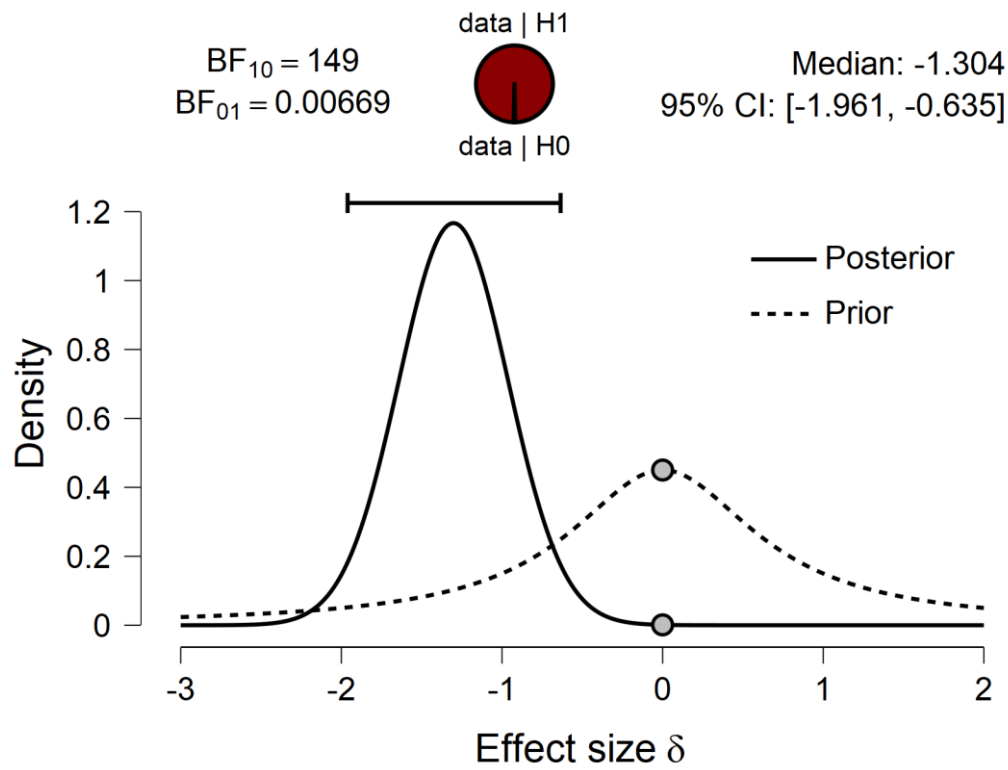 data | H1
BF₁₀ = 149
BF₀₁ = 0.00669
data | H0
Median: -1.304
95% CI: [-1.961, -0.635]
Posterior
Prior
Density
1.2
1
0.8
0.6
0.4
0.2
0
-3 -2 -1 0 1 2
Effect size δ